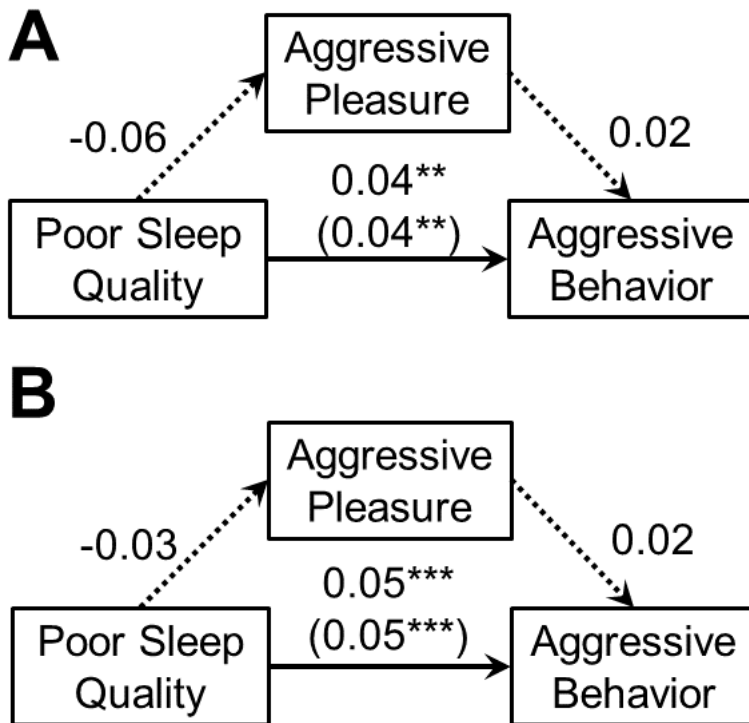 A
Aggressive
Pleasure
-0.06
0.02
0.04**
(0.04**)
Poor Sleep
Quality
Aggressive
Behavior
B
Aggressive
Pleasure
-0.03
0.02
0.05***
(0.05***)
Poor Sleep
Quality
Aggressive
Behavior